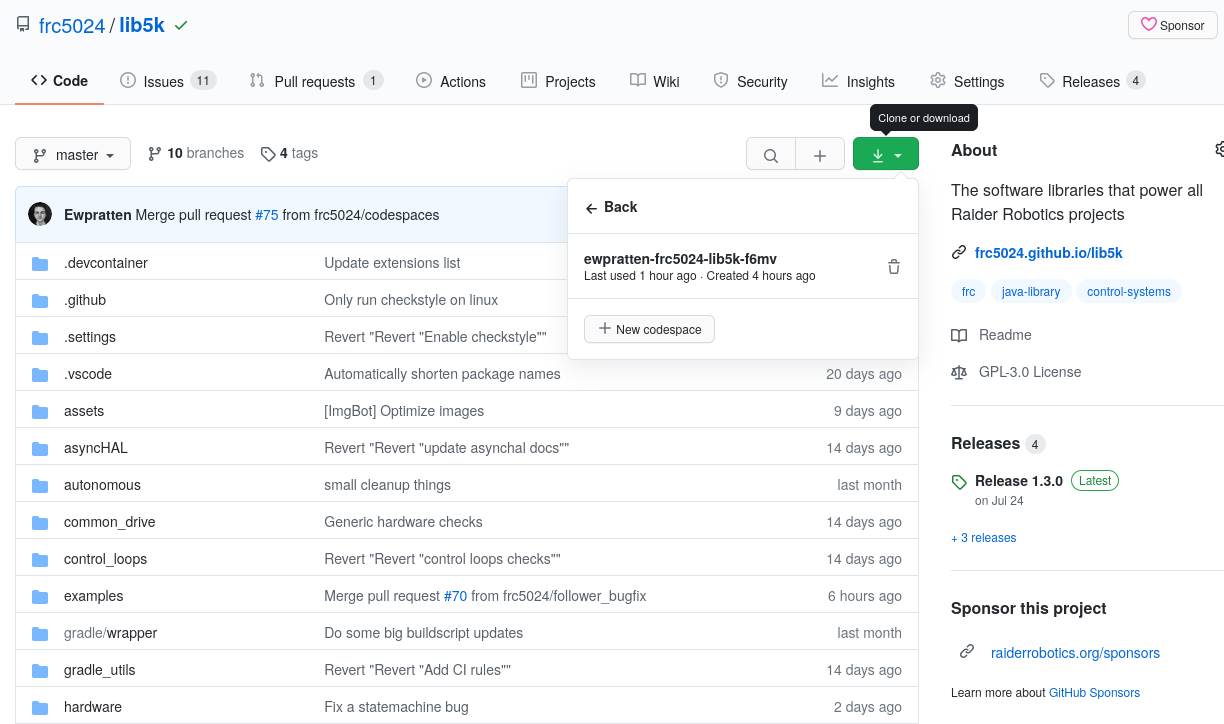 frc5024 / lib5k
Sponsor
Code
Issues 11
Pull requests 1
Actions
Projects
Wiki
Security
Insights
Settings
Releases 4
Clone or download
master
10 branches
4 tags
Back
ewpratten-frc5024-lib5k-f6mv
Last used 1 hour ago · Created 4 hours ago
New codespace
Ewpratten Merge pull request #75 from frc5024/codespaces
.devcontainer Update extensions list
.github Only run checkstyle on linux
.settings Revert "Revert "Enable checkstyle""
.vscode Automatically shorten package names 20 days ago
assets [ImgBot] Optimize images 9 days ago
asyncHAL Revert "Revert "update asynchal docs"" 14 days ago
autonomous small cleanup things last month
common_drive Generic hardware checks 14 days ago
control_loops Revert "Revert "control loops checks"" 14 days ago
examples Merge pull request #70 from frc5024/follower_bugfix 6 hours ago
gradle/wrapper Do some big buildscript updates last month
gradle_utils Revert "Revert "Add CI rules"" 14 days ago
hardware Fix a statemachine bug 2 days ago
About
The software libraries that power all
Raider Robotics projects
frc5024.github.io/lib5k
frc java-library control-systems
Readme
GPL-3.0 License
Releases 4
Release 1.3.0 Latest
on Jul 24
+ 3 releases
Sponsor this project
raiderrobotics.org/sponsors
Learn more about GitHub Sponsors